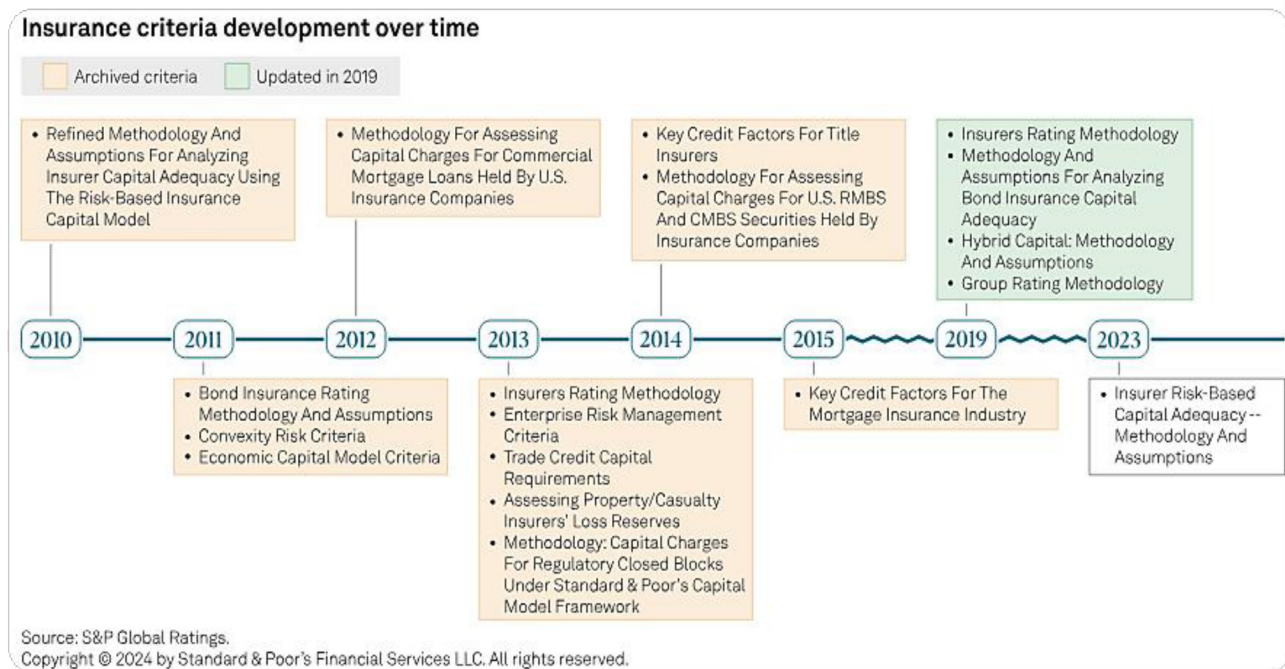 Insurance criteria development over time
Archived criteria
Updated in 2019
• Refined Methodology And
Assumptions For Analyzing
Insurer Capital Adequacy Using
The Risk-Based Insurance
Capital Model
• Methodology For Assessing
Capital Charges For Commercial
Mortgage Loans Held By U.S.
Insurance Companies
• Key Credit Factors For Title
Insurers
• Methodology For Assessing
Capital Charges For U.S. RMBS
And CMBS Securities Held By
Insurance Companies
• Insurers Rating Methodology
• Methodology And
Assumptions For Analyzing
Bond Insurance Capital
Adequacy
• Hybrid Capital: Methodology
And Assumptions
• Group Rating Methodology
2010
2011
2012
2013
2014
2015
2019
2023
• Bond Insurance Rating
Methodology And Assumptions
• Convexity Risk Criteria
• Economic Capital Model Criteria
• Insurers Rating Methodology
• Enterprise Risk Management
Criteria
• Trade Credit Capital
Requirements
• Assessing Property/Casualty
Insurers' Loss Reserves
• Methodology: Capital Charges
For Regulatory Closed Blocks
Under Standard & Poor's Capital
Model Framework
• Key Credit Factors For The
Mortgage Insurance Industry
• Insurer Risk-Based
Capital Adequacy --
Methodology And
Assumptions
Source: S&P Global Ratings.
Copyright © 2024 by Standard & Poor's Financial Services LLC. All rights reserved.